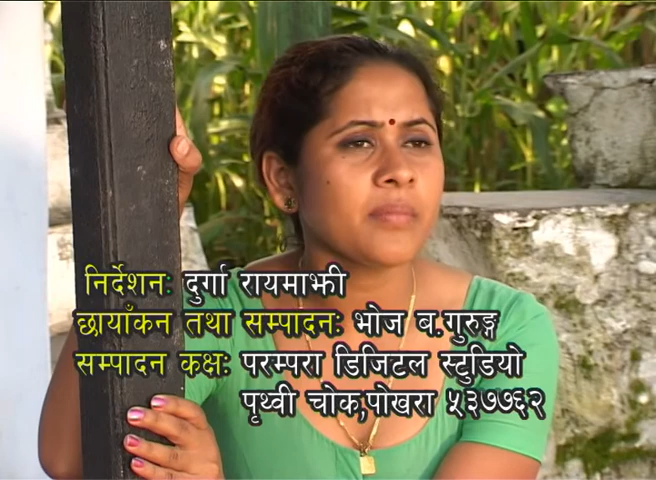 निर्देशनः दुर्गा रायमाझी
छायाँकन तथा सम्पादनः भोज ब.गुरुङ्ग
सम्पादन कक्षः परम्परा डिजिटल स्टुडियो
पृथ्वी चोक,पोखरा ५३७७६२